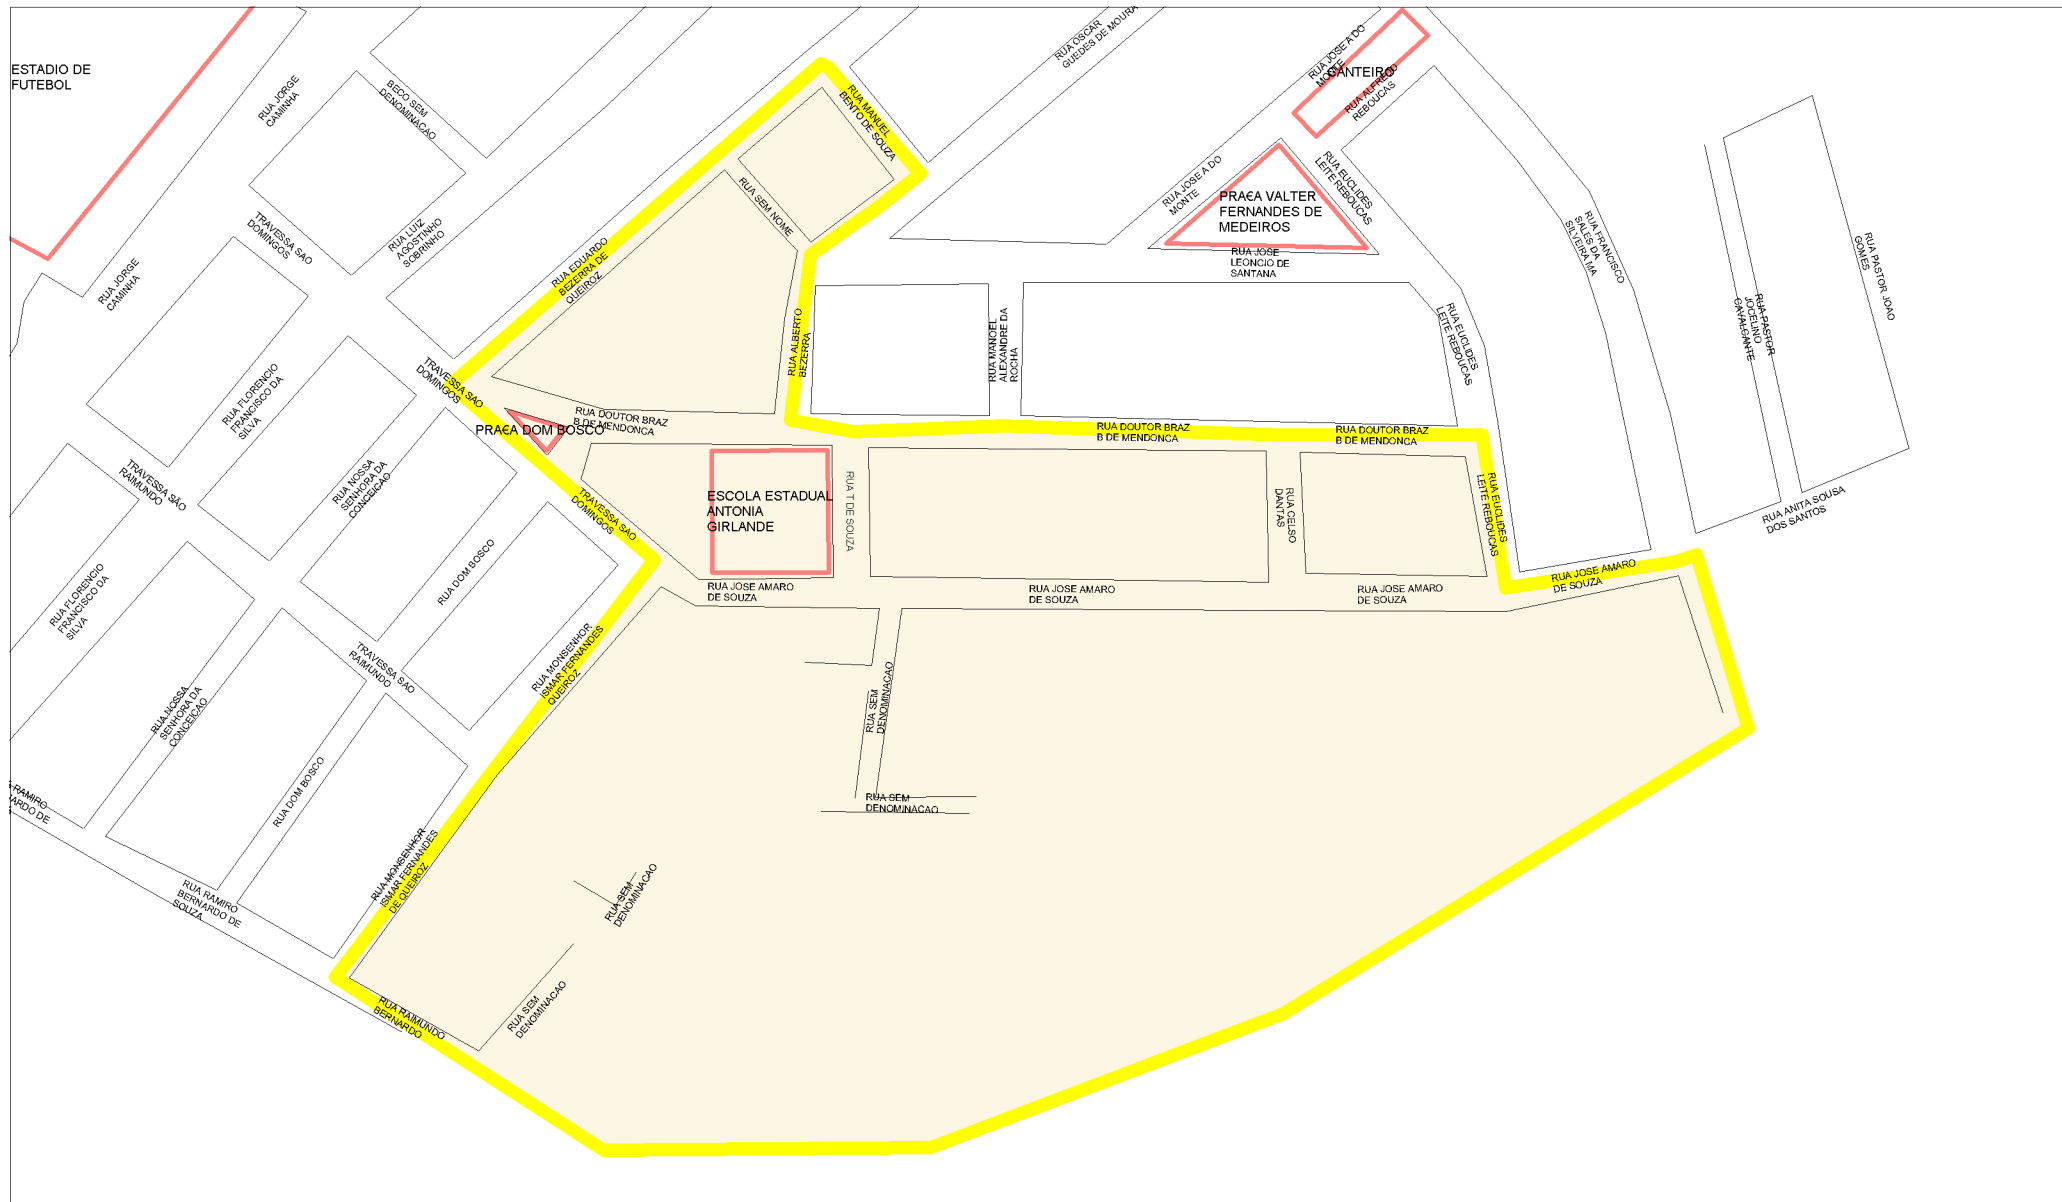 ESTADIO DE
FUTEBOL
RUA JORGE
CAMINHA
BECO SEM
DENOMINACAO
RUA MANUEL
BENTO DE SOUZA
RUA OSCAR
GUEDES DE MOURA
RUA JOSE A DO
MONTE
CANTEIRO
RUA ALFREDO
REBOUCAS
RUA SEM NOME
RUA JOSE A DO
MONTE
PRA€A VALTER
FERNANDES DE
MEDEIROS
RUA EUCLIDES
LEITE REBOUCAS
RUA JOSE
LEONCIO DE
SANTANA
RUA FRANCISCO
SALES DA
SILVEIRA MA
RUA PASTOR JOAO
GOMES
RUA PASTOR
JOCELINO
CAVALCANTE
TRAVESSA SAO
DOMINGOS
RUA LUIZ
AGOSTINHO
SOBRINHO
RUA JORGE
CAMINHA
RUA EDUARDO
BEZERRA DE
QUEIROZ
RUA ALBERTO
BEZERRA
RUA MANOEL
ALEXANDRE DA
ROCHA
RUA EUCLIDES
LEITE REBOUCAS
RUA FLORENCIO
FRANCISCO DA
SILVA
TRAVESSA SAO
DOMINGOS
RUA DOUTOR BRAZ
B DE MENDONCA
PRA€A DOM BOSCO
RUA DOUTOR BRAZ
B DE MENDONCA
RUA DOUTOR BRAZ
B DE MENDONCA
TRAVESSA SÃO
RAIMUNDO
RUA NOSSA
SENHORA DA
CONCEICAO
TRAVESSA SAO
DOMINGOS
ESCOLA ESTADUAL
ANTONIA
GIRLANDE
RUA T DE SOUZA
RUA CELSO
DANTAS
RUA EUCLIDES
LEITE REBOUCAS
RUA ANITA SOUSA
DOS SANTOS
RUA FLORENCIO
FRANCISCO DA
SILVA
RUA DOM BOSCO
RUA JOSE AMARO
DE SOUZA
RUA JOSE AMARO
DE SOUZA
RUA JOSE AMARO
DE SOUZA
RUA JOSE AMARO
DE SOUZA
TRAVESSA SAO
RAIMUNDO
RUA MONSENHOR
ISMAR FERNANDES
QUEIROZ
RUA NOSSA
SENHORA DA
CONCEICAO
RUA SEM
DENOMINACAO
RUA DOM BOSCO
RUA SEM
DENOMINACAO
RAMIRO
RUA MONSENHOR
ISMAR FERNANDES
DE QUEIROZ
RUA RAMIRO
BERNARDO DE
SOUZA
RUA SEM
DENOMINACAO
RUA RAIMUNDO
BERNARDO
RUA SEM
DENOMINACAO